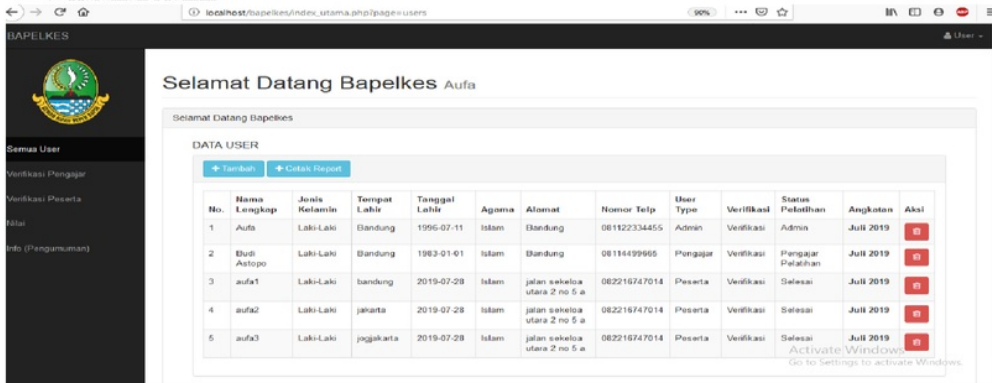 localhost/bapelkes/index_utama.php?page=users
90%
BAPELKES
User
Selamat Datang Bapelkes Aufa
Selamat Datang Bapelkes
Semua User
Verifikasi Pengajar
Verifikasi Peserta
Nilai
Info (Pengumuman)
DATA USER
+ Tambah + Cetak Report
No. Nama Lengkap Jenis Kelamin Tempat Lahir Tanggal Lahir Agama Alamat Nomor Telp User Type Verifikasi Status Pelatihan Angkatan Aksi
1 Aufa Laki-Laki Bandung 1996-07-11 Islam Bandung 081122334455 Admin Verifikasi Admin Juli 2019
2 Budi Astopo Laki-Laki Bandung 1983-01-01 Islam Bandung 08114499665 Pengajar Verifikasi Pengajar Pelatihan Juli 2019
3 aufa1 Laki-Laki bandung 2019-07-28 Islam jalan sekeloa utara 2 no 5 a 082216747014 Peserta Verifikasi Selesai Juli 2019
4 aufa2 Laki-Laki jakarta 2019-07-28 Islam jalan sekeloa utara 2 no 5 a 082216747014 Peserta Verifikasi Selesai Juli 2019
5 aufa3 Laki-Laki jogjakarta 2019-07-28 Islam jalan sekeloa utara 2 no 5 a 082216747014 Peserta Verifikasi Selesai Juli 2019
Activate Windows
Go to Settings to activate Windows.